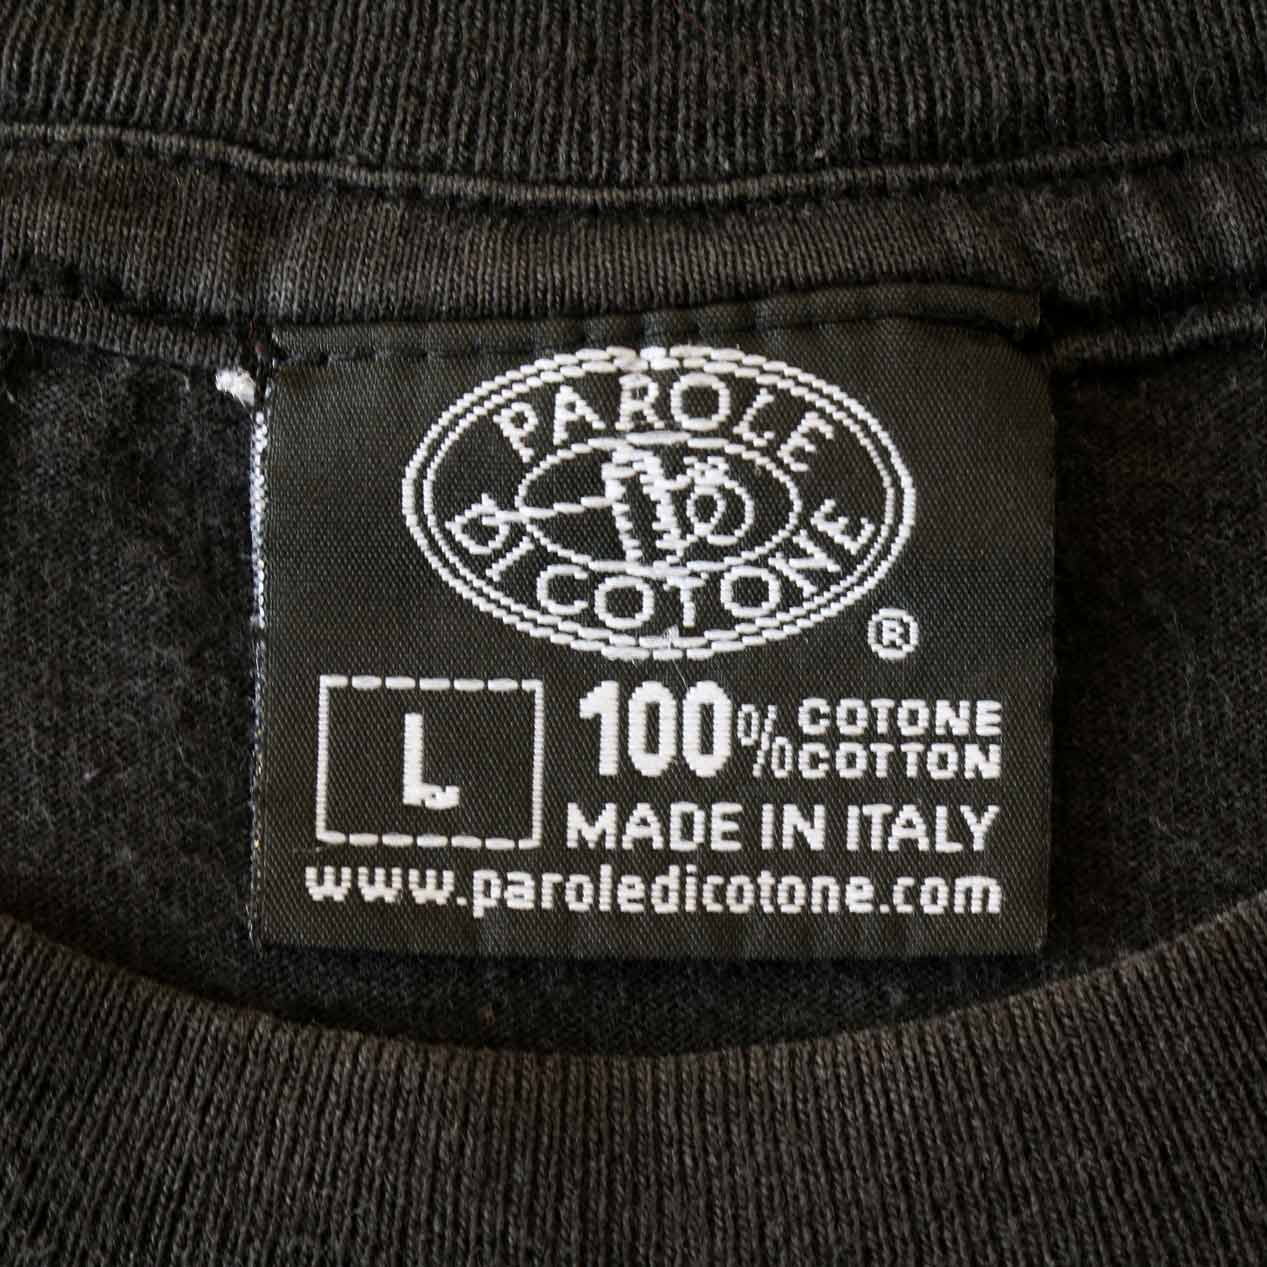 PAROLE
DI COTONE
®
L
100% COTONE
% COTTON
MADE IN ITALY
www.paroledicotone.com